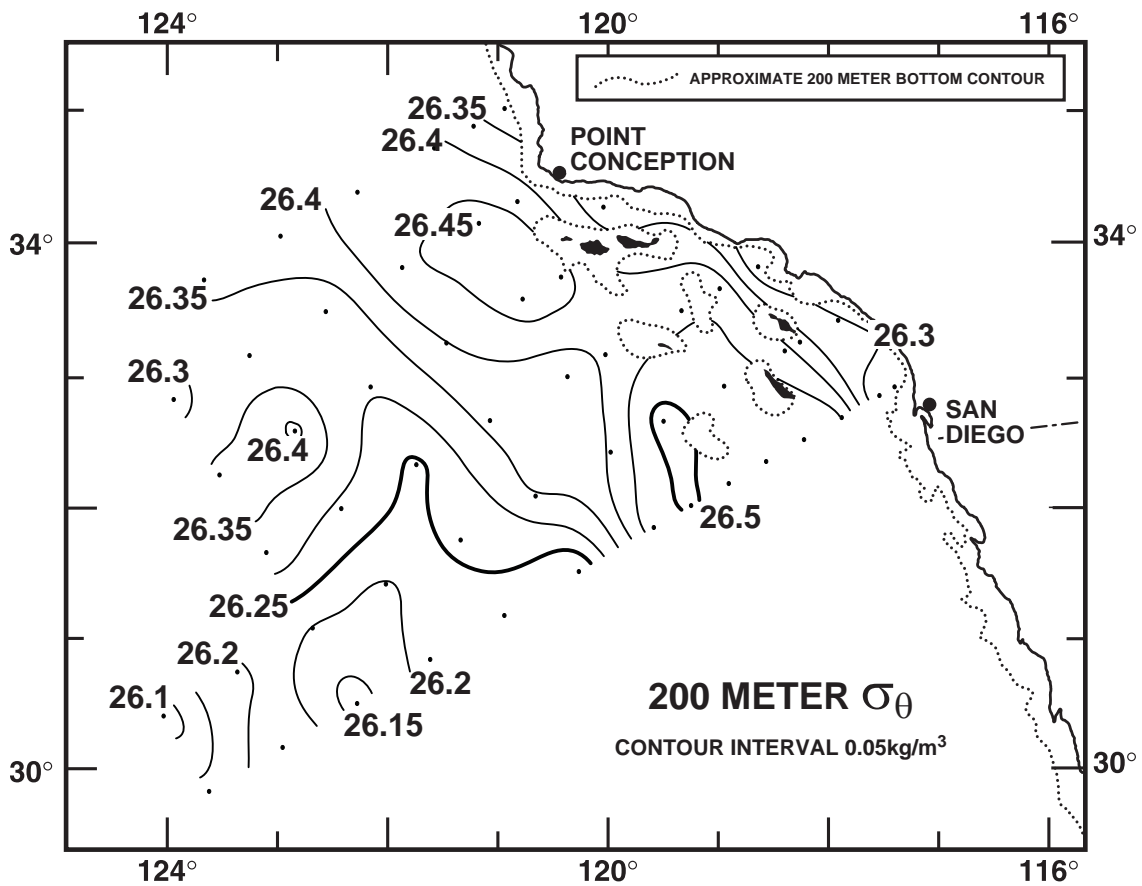 124° 120° 116°
APPROXIMATE 200 METER BOTTOM CONTOUR
26.35
26.4
POINT
CONCEPTION
26.4
26.45
34° 34°
26.35
26.3
26.3
SAN
DIEGO
26.4
26.35
26.5
26.25
26.2
26.2
26.1
26.15
200 METER σθ
CONTOUR INTERVAL 0.05kg/m³
30° 30°
124° 120° 116°